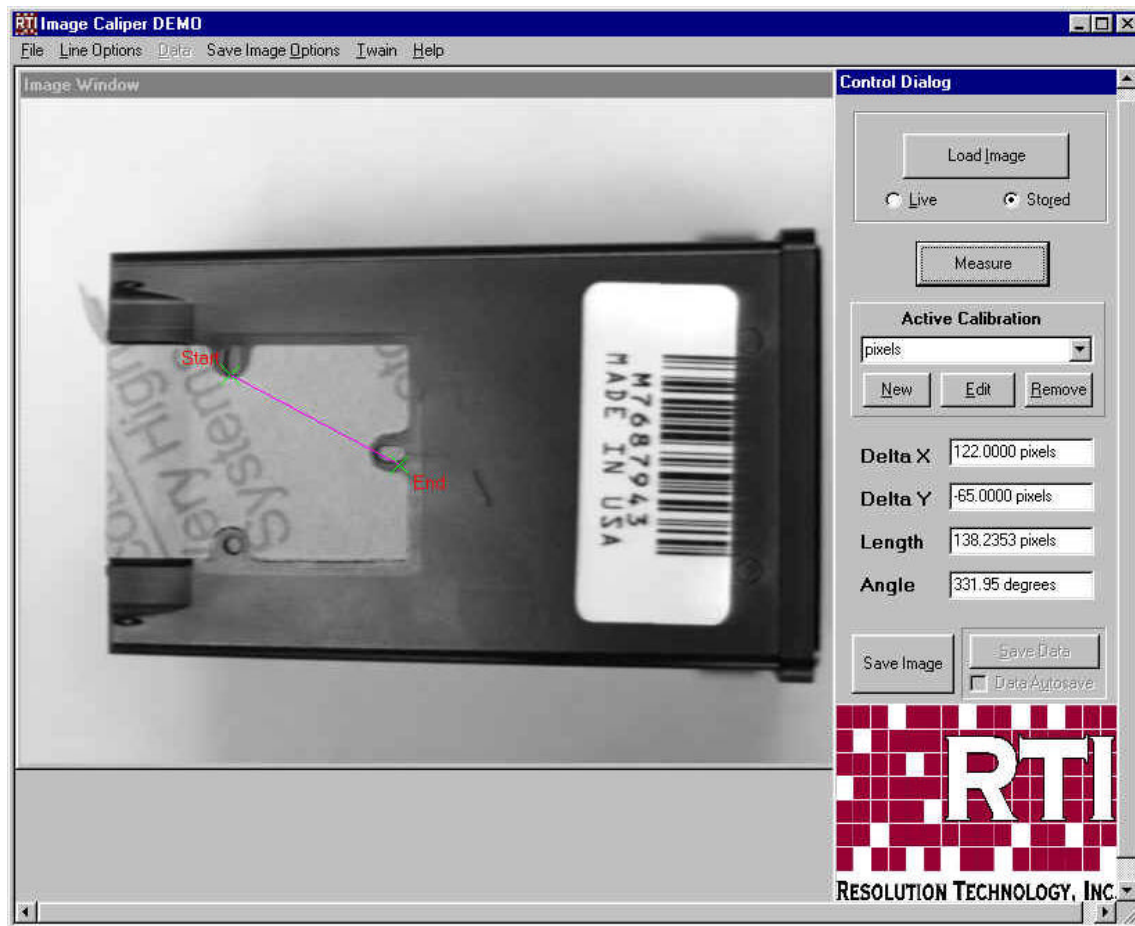 RTI Image Caliper DEMO
File Line Options Data Save Image Options Twain Help
Image Window
Control Dialog
Load Image
Live Stored
Measure
Active Calibration
pixels
New Edit Remove
Delta X 122.0000 pixels
Delta Y -65.0000 pixels
Length 138.2353 pixels
Angle 331.95 degrees
Save Image
Save Data
Data Autosave
RTI
RESOLUTION TECHNOLOGY, INC.
Start
End
M7687943
MADE IN USA
System